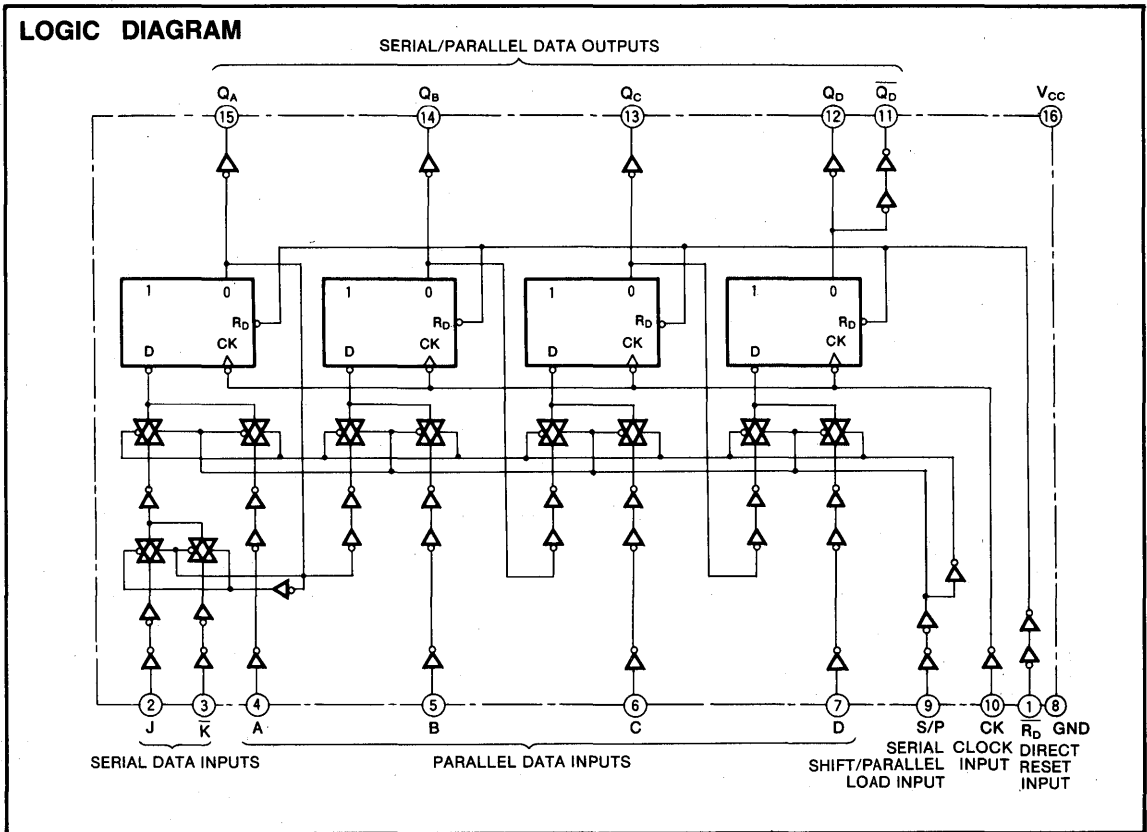 LOGIC DIAGRAM
SERIAL/PARALLEL DATA OUTPUTS
QA QB QC QD QD VCC
15 14 13 12 11 16
1 0 1 0 1 0 1 0
RD RD RD RD
CK CK CK CK
D D D D
2 3 4 5 6 7 9 10 1 8
J K A B C D S/P CK RD GND
SERIAL DATA INPUTS
PARALLEL DATA INPUTS
SERIAL
SHIFT/PARALLEL
LOAD INPUT
CLOCK
INPUT
DIRECT
RESET
INPUT